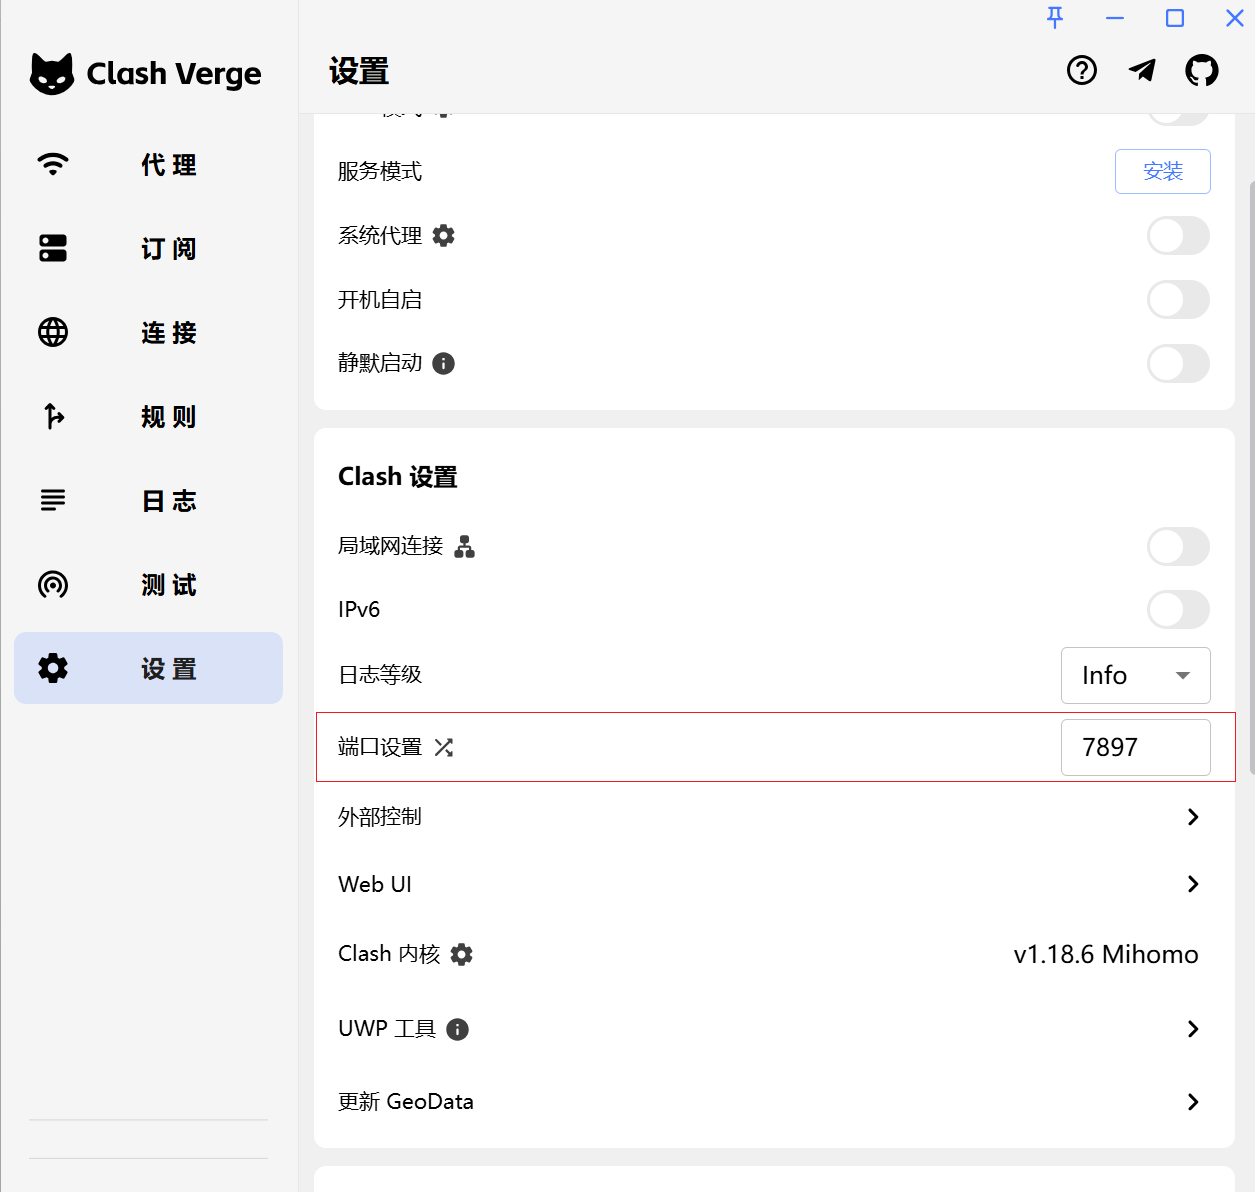 Clash Verge
设置
代 理
订 阅
连 接
规 则
日 志
测 试
设 置
服务模式
安装
系统代理
开机自启
静默启动
Clash 设置
局域网连接
IPv6
日志等级
Info
端口设置
7897
外部控制
Web UI
Clash 内核
v1.18.6 Mihomo
UWP 工具
更新 GeoData